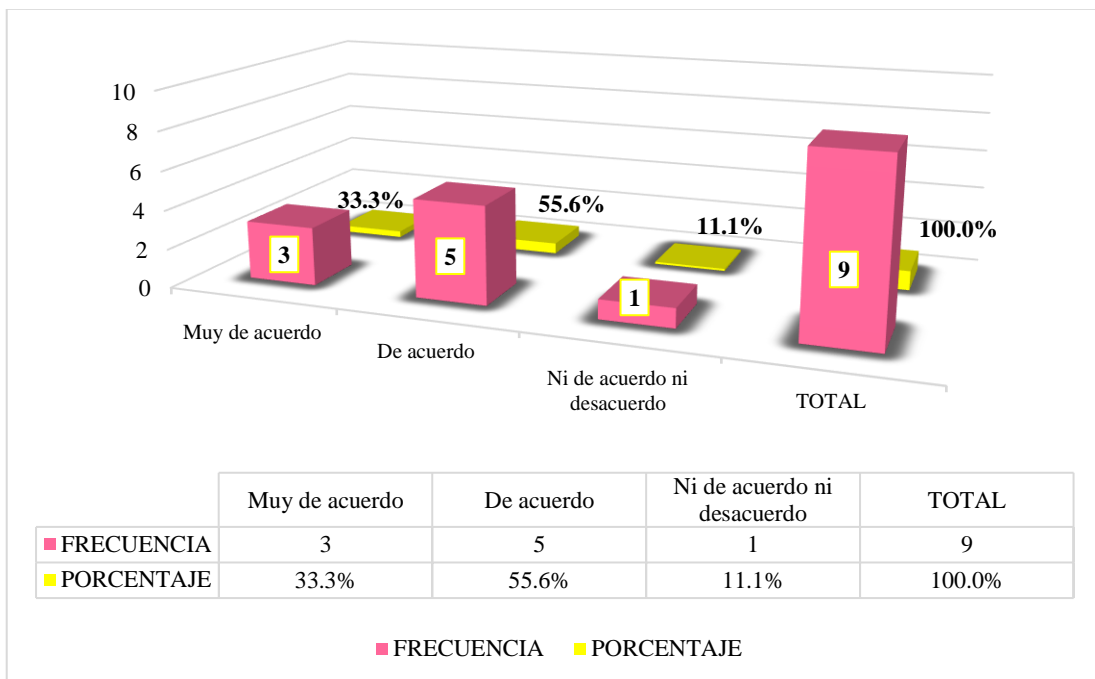 10
8
6
4
2
0
33.3%
55.6%
11.1%
100.0%
3
5
1
9
Muy de acuerdo
De acuerdo
Ni de acuerdo ni
desacuerdo
TOTAL
Muy de acuerdo De acuerdo Ni de acuerdo ni desacuerdo TOTAL
FRECUENCIA 3 5 1 9
PORCENTAJE 33.3% 55.6% 11.1% 100.0%
FRECUENCIA PORCENTAJE